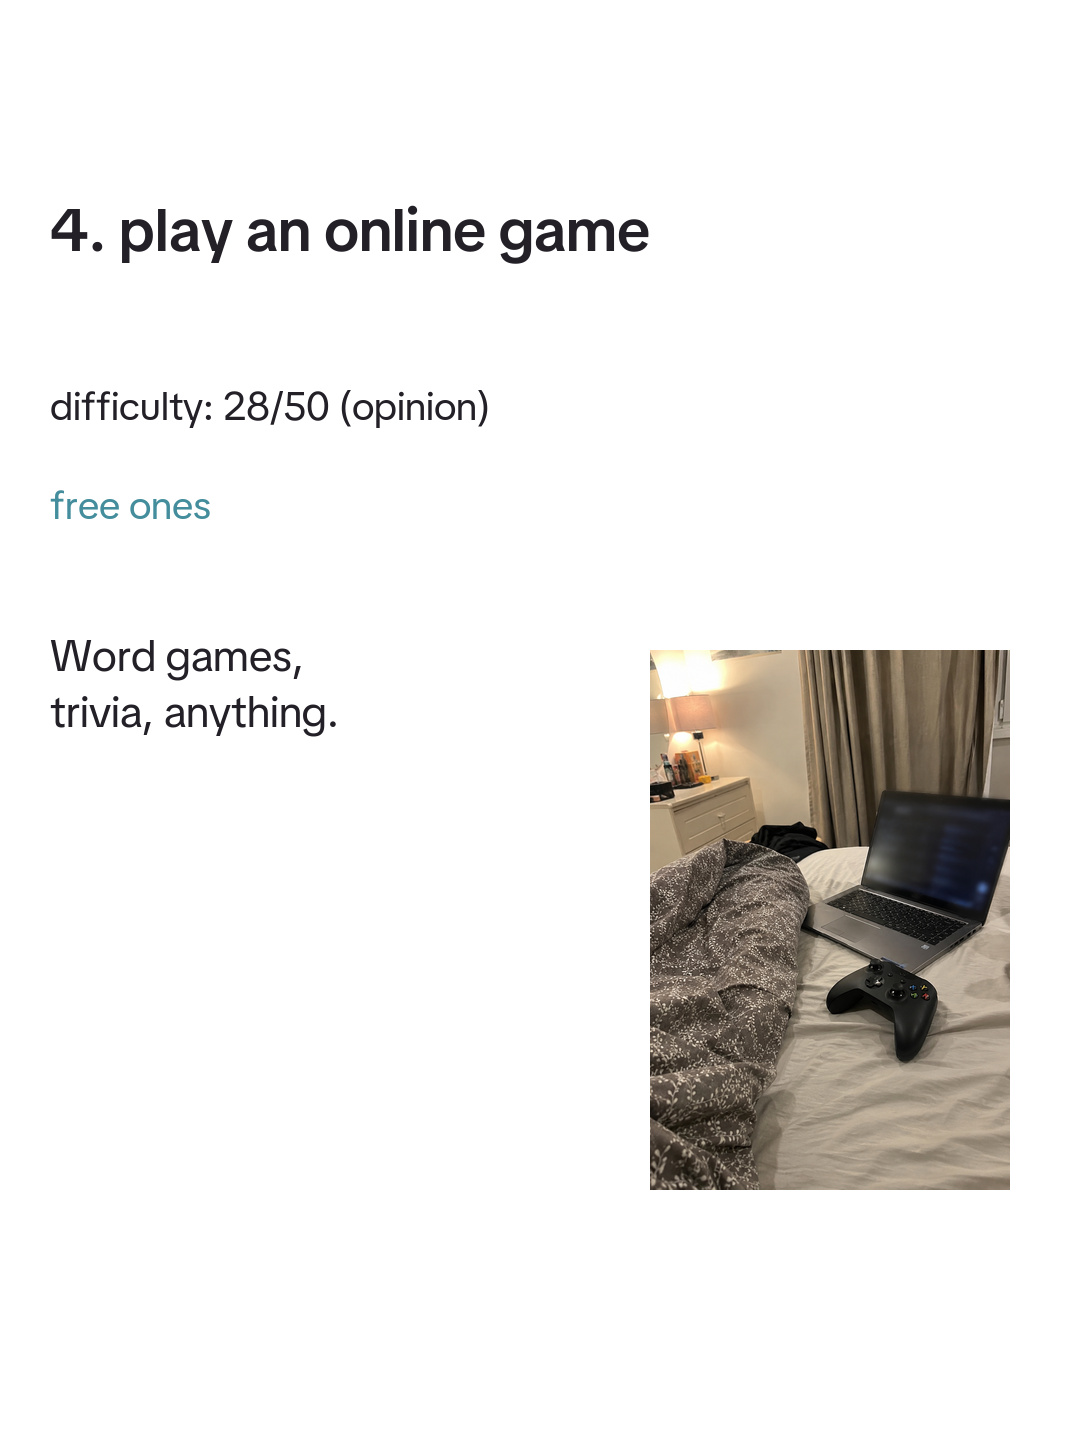 4. play an online game
difficulty: 28/50 (opinion)
free ones
Word games,
trivia, anything.